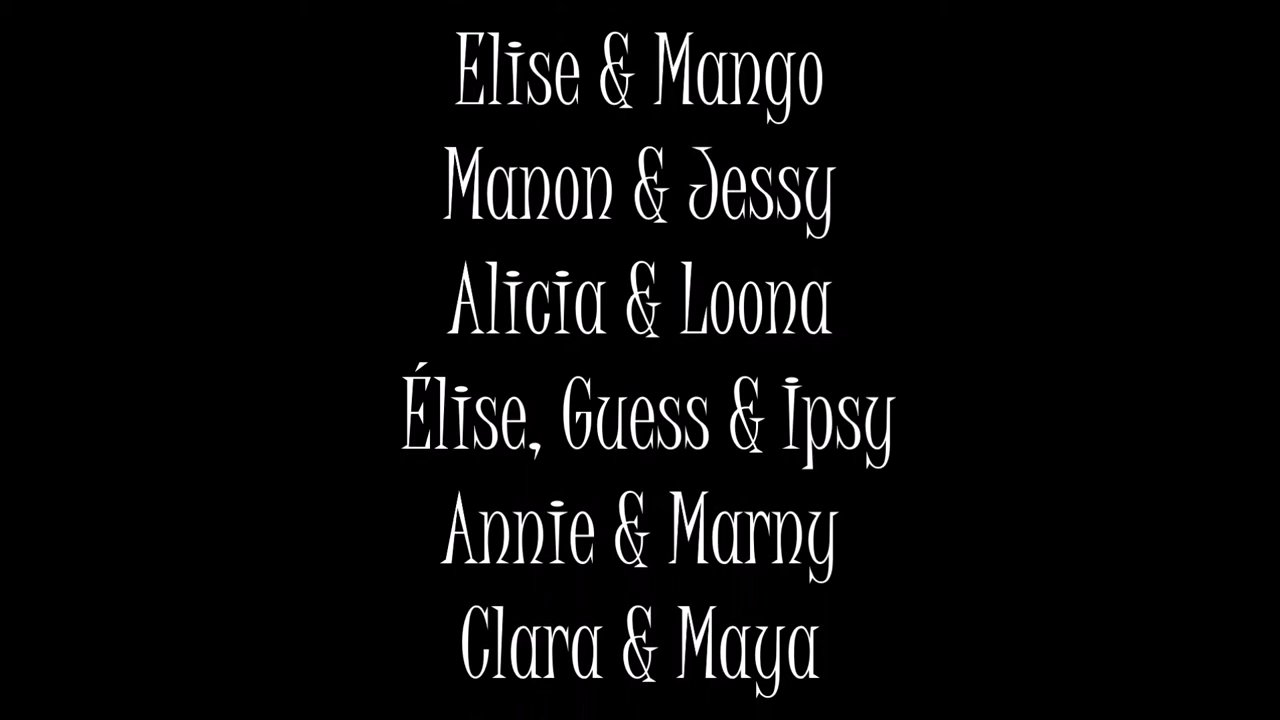 Elise & Mango
Manon & Jessy
Alicia & Loona
Élise, Guess & Ipsy
Annie & Marny
Clara & Maya